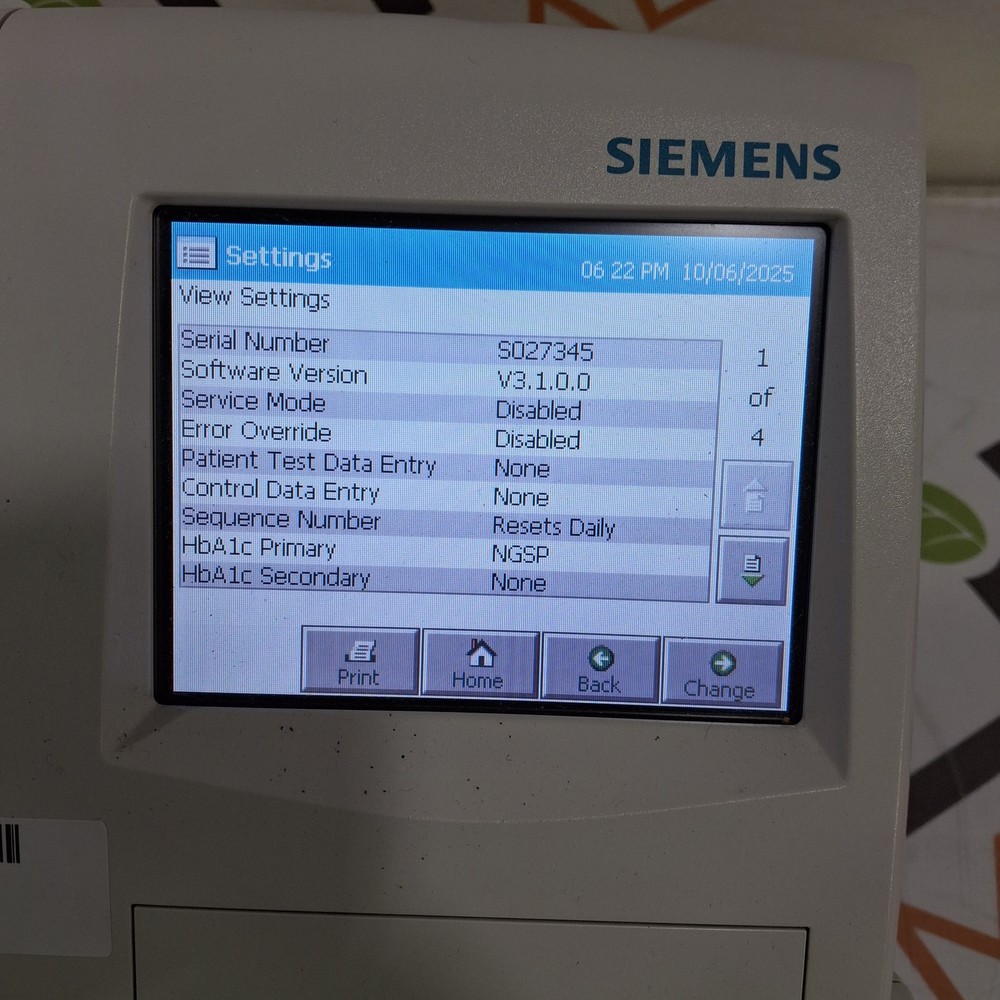 SIEMENS
Settings
06 22 PM 10/06/2025
View Settings
Serial Number S027345
Software Version V3.1.0.0
Service Mode Disabled
Error Override Disabled
Patient Test Data Entry None
Control Data Entry None
Sequence Number Resets Daily
HbA1c Primary NGSP
HbA1c Secondary None
1
of
4
Print
Home
Back
Change